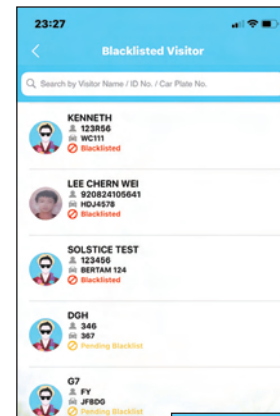 23:27
Blacklisted Visitor
Search by Visitor Name / ID No. / Car Plate No.
KENNETH
123R56
WC111
Blacklisted
LEE CHERN WEI
920824105641
HDJ4578
Blacklisted
SOLSTICE TEST
123456
BERTAM 124
Blacklisted
DGH
346
367
Pending Blacklist
G7
FY
JFBDG
Pending Blacklist